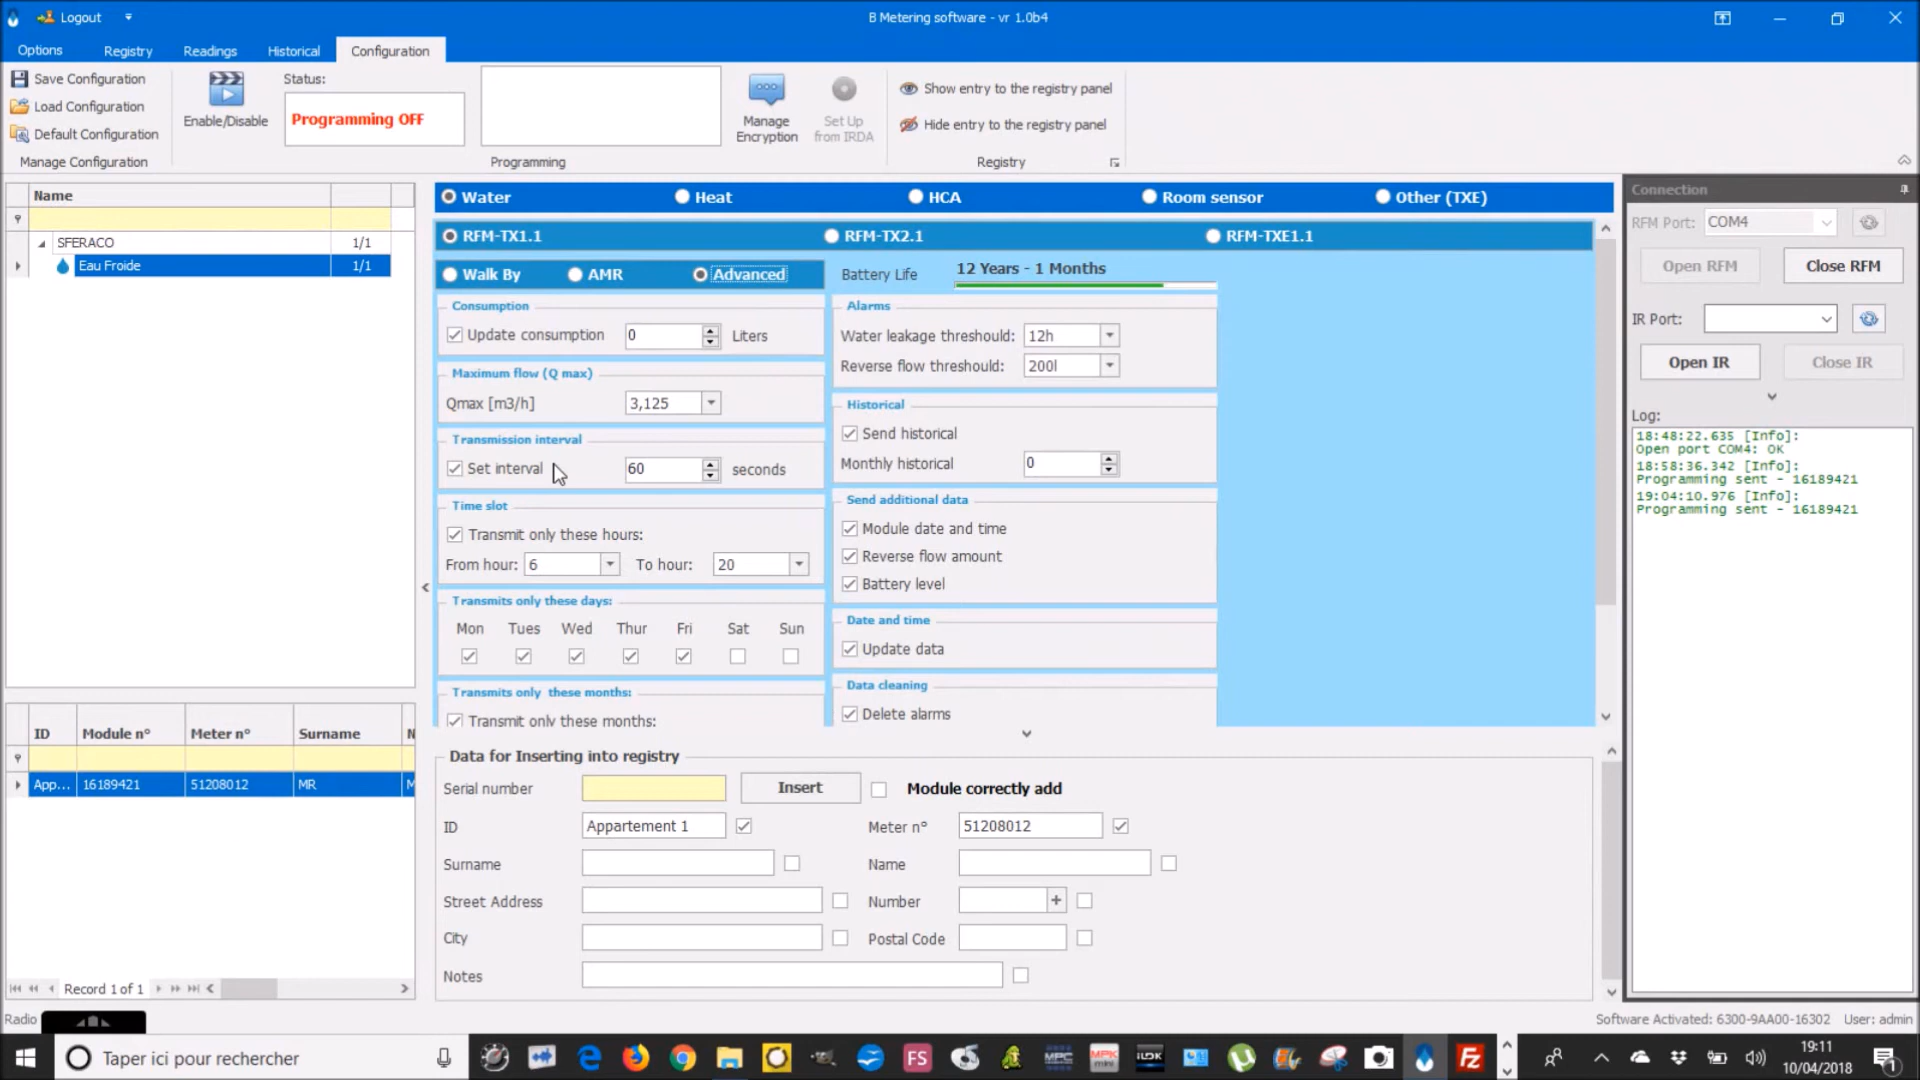 Logout
B Metering software - vr 1.0b4
Options Registry Readings Historical Configuration
Save Configuration
Load Configuration
Default Configuration
Manage Configuration
Enable/Disable
Status:
Programming OFF
Programming
Manage Encryption
Set Up from IRDA
Show entry to the registry panel
Hide entry to the registry panel
Registry
Name
SFERACO 1/1
Eau Froide 1/1
Water Heat HCA Room sensor Other (TXE)
RFM-TX1.1 RFM-TX2.1 RFM-TXE1.1
Walk By AMR Advanced
Battery Life 12 Years - 1 Months
Consumption
Update consumption 0 Liters
Maximum flow (Q max)
Qmax [m3/h] 3,125
Transmission interval
Set interval 60 seconds
Time slot
Transmit only these hours:
From hour: 6 To hour: 20
Transmits only these days:
Mon Tues Wed Thur Fri Sat Sun
Transmits only these months:
Transmit only these months:
Alarms
Water leakage threshould: 12h
Reverse flow threshould: 200l
Historical
Send historical
Monthly historical 0
Send additional data
Module date and time
Reverse flow amount
Battery level
Date and time
Update data
Data cleaning
Delete alarms
Connection
RFM Port: COM4
Open RFM Close RFM
IR Port:
Open IR Close IR
Log:
18:48:22.635 [Info]:
Open port COM4: OK
18:58:36.342 [Info]:
Programming sent - 16189421
19:04:10.976 [Info]:
Programming sent - 16189421
ID Module n° Meter n° Surname N
App... 16189421 51208012 MR M
Record 1 of 1
Data for Inserting into registry
Serial number Insert Module correctly add
ID Appartement 1 Meter n° 51208012
Surname Name
Street Address Number
City Postal Code
Notes
Radio
Software Activated: 6300-9AA00-16302 User: admin
Taper ici pour rechercher
FS
MPC
MPK mini
iLOK
19:11
10/04/2018
1